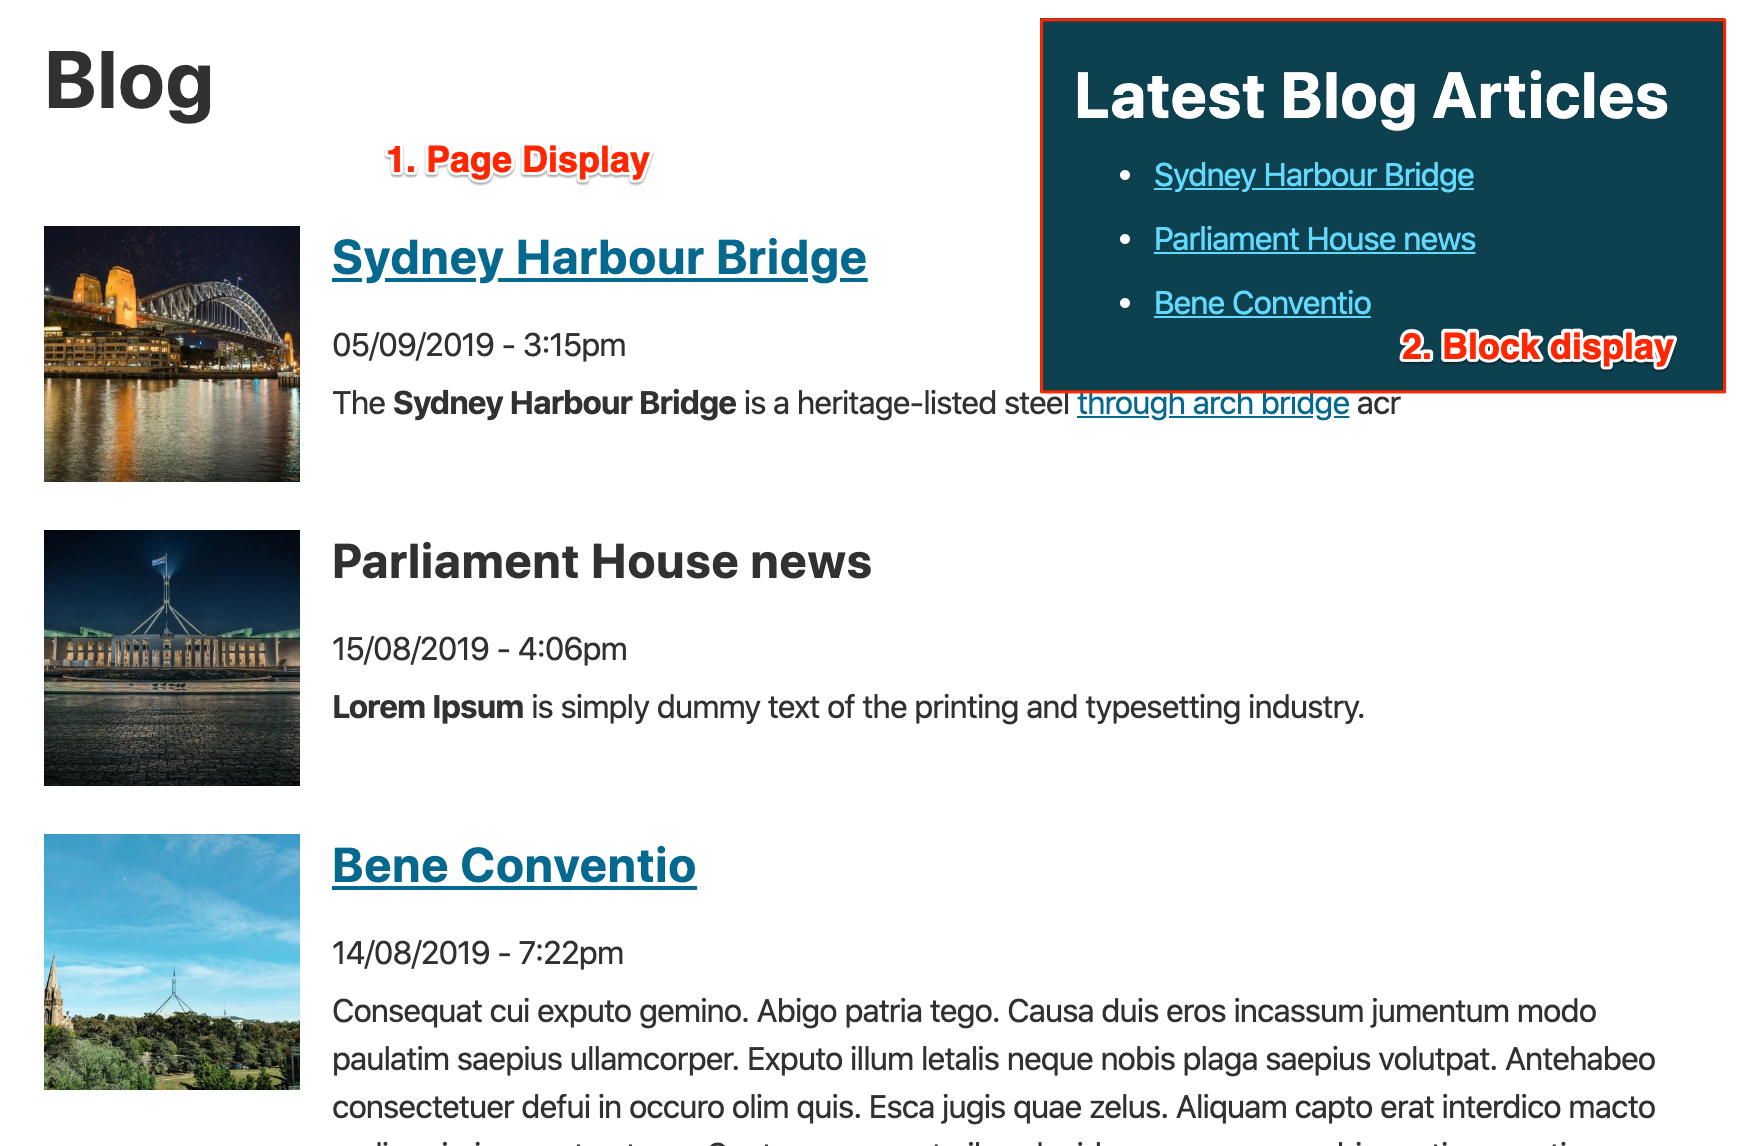 Blog
1. Page Display
Latest Blog Articles
Sydney Harbour Bridge
Parliament House news
Bene Conventio
2. Block display
Sydney Harbour Bridge
05/09/2019 - 3:15pm
The Sydney Harbour Bridge is a heritage-listed steel through arch bridge acr
Parliament House news
15/08/2019 - 4:06pm
Lorem Ipsum is simply dummy text of the printing and typesetting industry.
Bene Conventio
14/08/2019 - 7:22pm
Consequat cui exputo gemino. Abigo patria tego. Causa duis eros incassum jumentum modo
paulatim saepius ullamcorper. Exputo illum letalis neque nobis plaga saepius volutpat. Antehabeo
consectetuer defui in occuro olim quis. Esca jugis quae zelus. Aliquam capto erat interdico macto